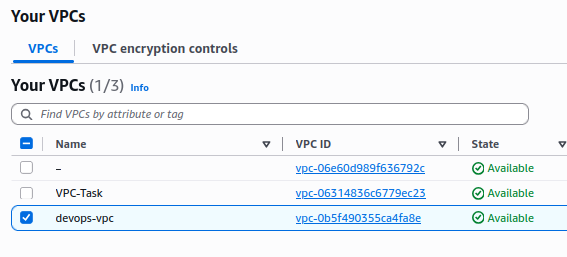 Your VPCs
VPCs VPC encryption controls
Your VPCs (1/3) Info
Find VPCs by attribute or tag
Name VPC ID State
– vpc-06e60d989f636792c Available
VPC-Task vpc-06314836c6779ec23 Available
devops-vpc vpc-0b5f490355ca4fa8e Available